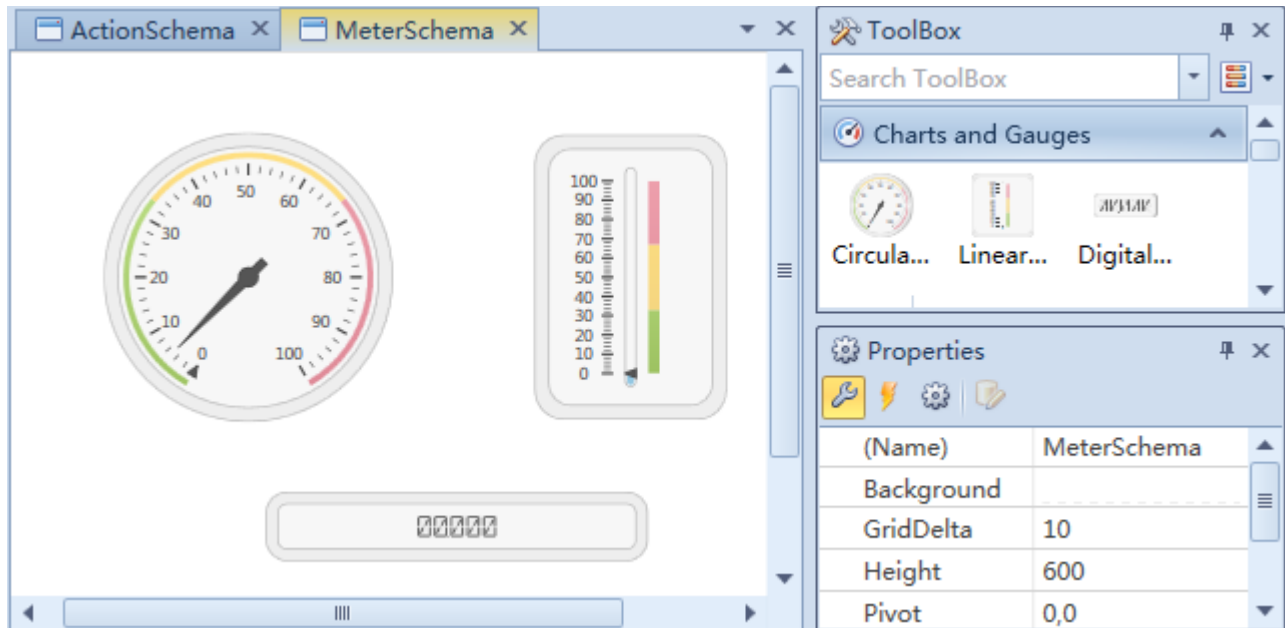 ActionSchema
MeterSchema
ToolBox
Search ToolBox
Charts and Gauges
Circula...
Linear...
Digital...
Properties
(Name) MeterSchema
Background
GridDelta 10
Height 600
Pivot 0,0
0
10
20
30
40
50
60
70
80
90
100
100
90
80
70
60
50
40
30
20
10
0
00000